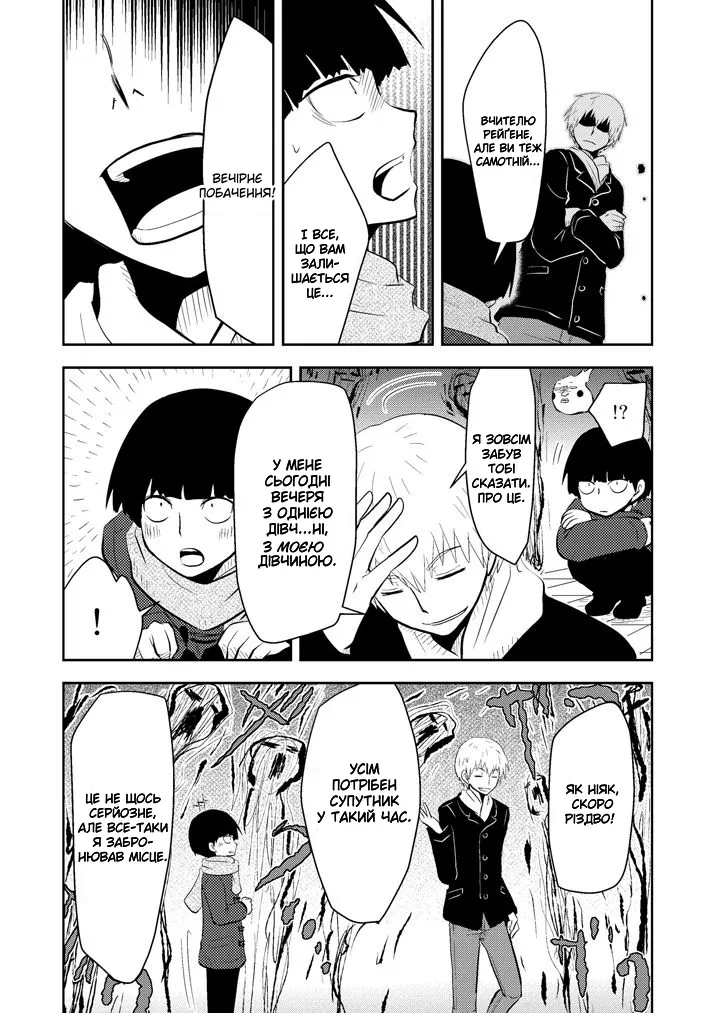 ВЧИТЕЛЮ
РЕЙҐЕНЕ,
АЛЕ ВИ ТЕЖ
САМОТНІЙ...
І ВСЕ,
ЩО ВАМ
ЗАЛИ-
ШАЄТЬСЯ
ЦЕ...
ВЕЧІРНЄ
ПОБАЧЕННЯ!
!?
Я ЗОВСІМ
ЗАБУВ
ТОБІ
СКАЗАТИ.
ПРО ЦЕ.
У МЕНЕ
СЬОГОДНІ
ВЕЧЕРЯ
З ОДНІЄЮ
ДІВЧ...НІ,
З МОЄЮ
ДІВЧИНОЮ.
!
ЯК НІЯК,
СКОРО
РІЗДВО!
УСІМ
ПОТРІБЕН
СУПУТНИК
У ТАКИЙ ЧАС.
ЦЕ НЕ ЩОСЬ
СЕРЙОЗНЕ,
АЛЕ ВСЕ-ТАКИ
Я ЗАБРО-
НЮВАВ МІСЦЕ.